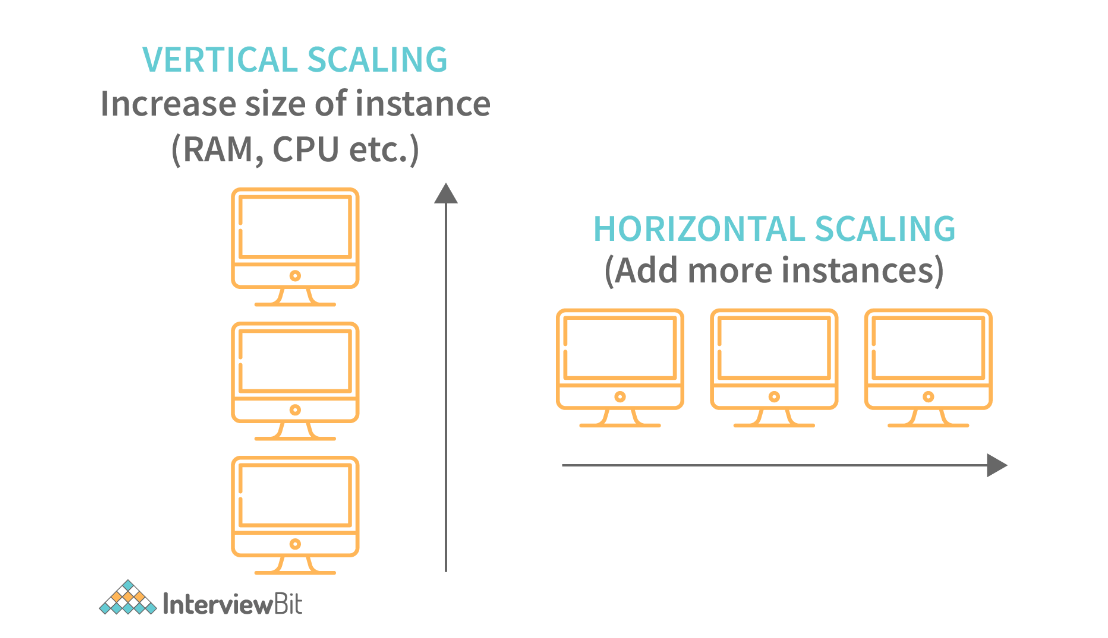 VERTICAL SCALING
Increase size of instance
(RAM, CPU etc.)
HORIZONTAL SCALING
(Add more instances)
InterviewBit